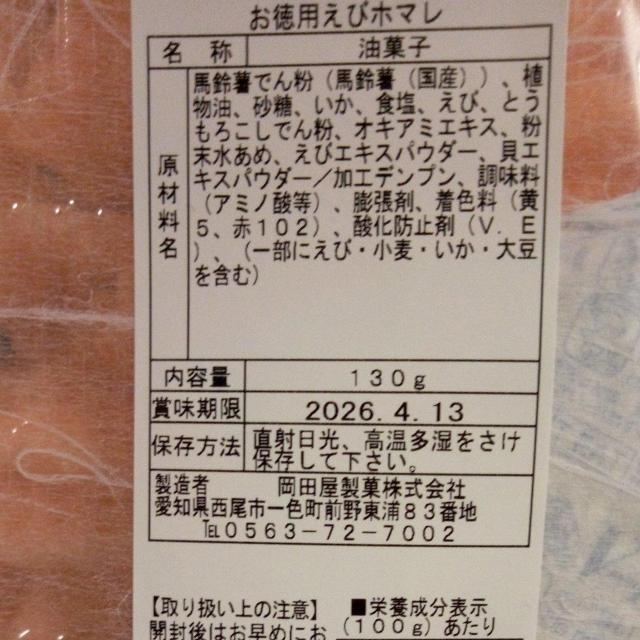 お徳用えびホマレ
名 称 油菓子
原材料名
馬鈴薯でん粉(馬鈴薯(国産))、植
物油、砂糖、いか、食塩、えび、とう
もろこしでん粉、オキアミエキス、粉
末水あめ、えびエキスパウダー、貝エ
キスパウダー/加工デンプン、調味料
(アミノ酸等)、膨張剤、着色料(黄
5、赤102)、酸化防止剤(V.E
)、(一部にえび・小麦・いか・大豆
を含む)
内容量 130g
賞味期限 2026.4.13
保存方法 直射日光、高温多湿をさけ
保存して下さい。
製造者 岡田屋製菓株式会社
愛知県西尾市一色町前野東浦83番地
℡0563-72-7002
【取り扱い上の注意】
開封後はお早めにお
■栄養成分表示
(100g)あたり